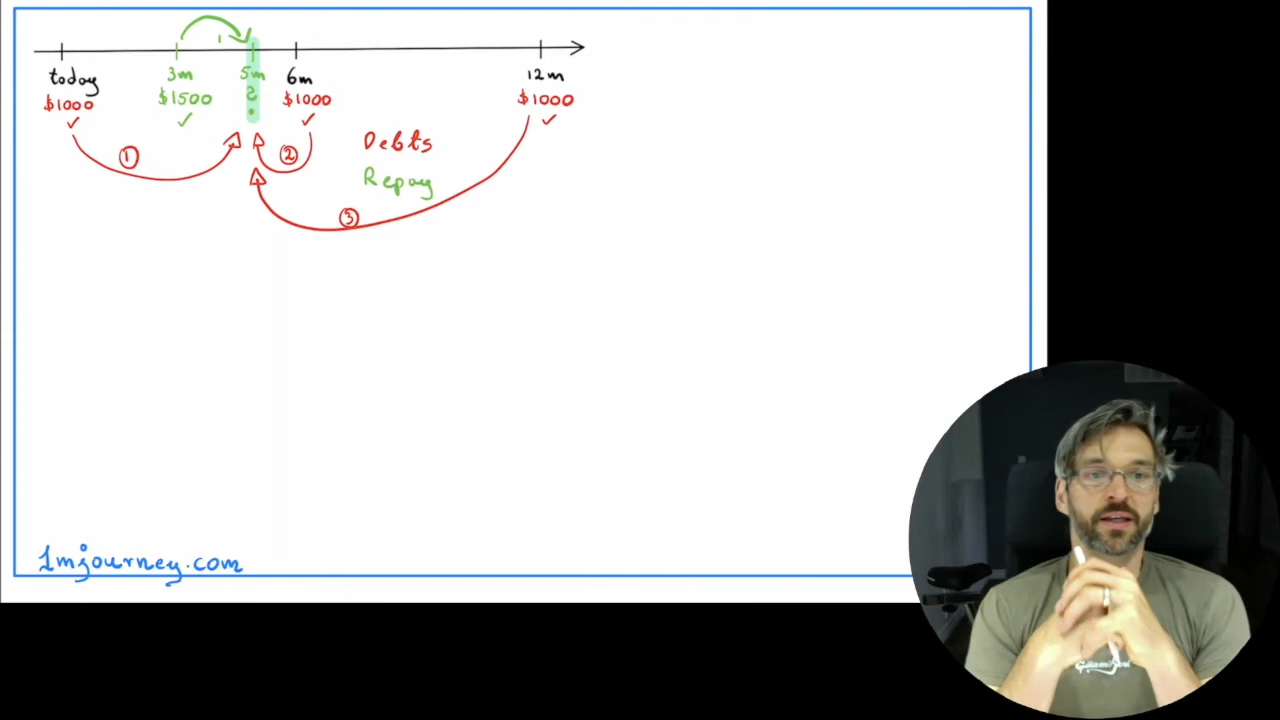 today 3m 5m 6m 12m
$1000 $1500 ? $1000 $1000
① ② Debts
Repay
③
1mjourney.com